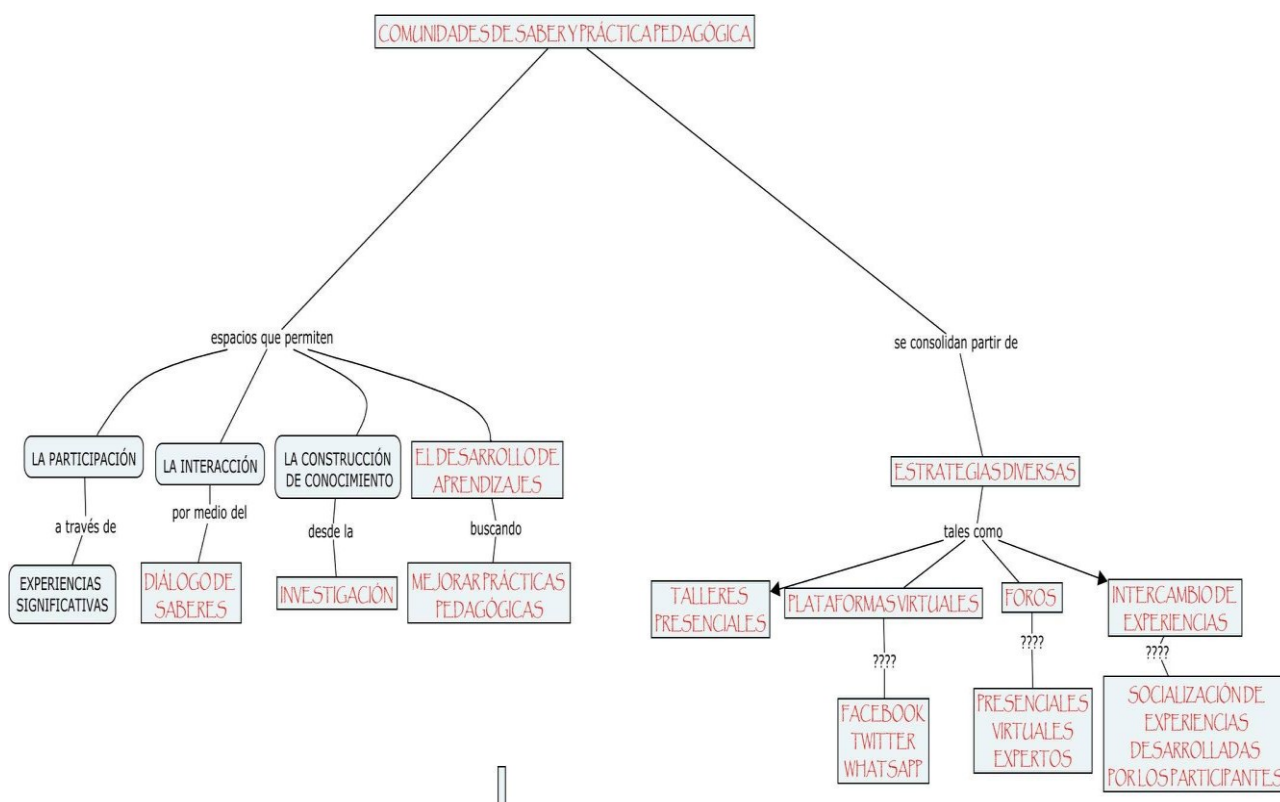 COMUNIDADES DE SABER Y PRÁCTICA PEDAGÓGICA
espacios que permiten
se consolidan partir de
LA PARTICIPACIÓN
LA INTERACCIÓN
LA CONSTRUCCIÓN
DE CONOCIMIENTO
EL DESARROLLO DE
APRENDIZAJES
ESTRATEGIAS DIVERSAS
a través de
por medio del
desde la
buscando
tales como
EXPERIENCIAS
SIGNIFICATIVAS
DIÁLOGO DE
SABERES
INVESTIGACIÓN
MEJORAR PRÁCTICAS
PEDAGÓGICAS
TALLERES
PRESENCIALES
PLATAFORMAS VIRTUALES
FOROS
INTERCAMBIO DE
EXPERIENCIAS
????
????
????
FACEBOOK
TWITTER
WHATSAPP
PRESENCIALES
VIRTUALES
EXPERTOS
SOCIALIZACIÓN DE
EXPERIENCIAS
DESARROLLADAS
POR LOS PARTICIPANTES